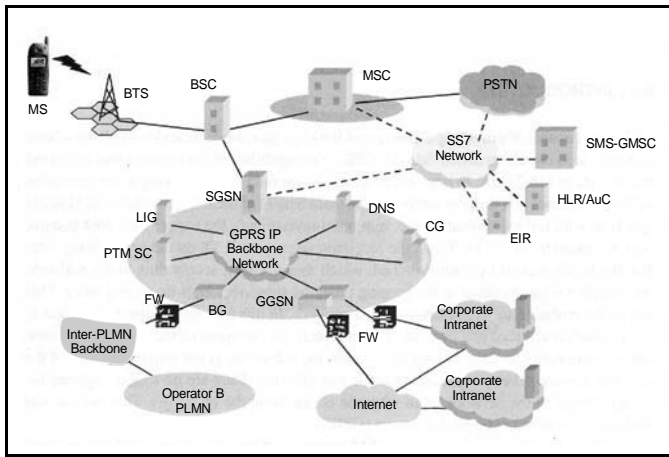 MSC
PSTN
BSC
BTS
MS
SS7
Network
SMS-GMSC
SGSN
HLR/AuC
DNS
LIG
GPRS IP
Backbone
Network
CG
EIR
PTM SC
FW
BG
GGSN
FW
Corporate
Intranet
Inter-PLMN
Backbone
Corporate
Intranet
Operator B
PLMN
Internet